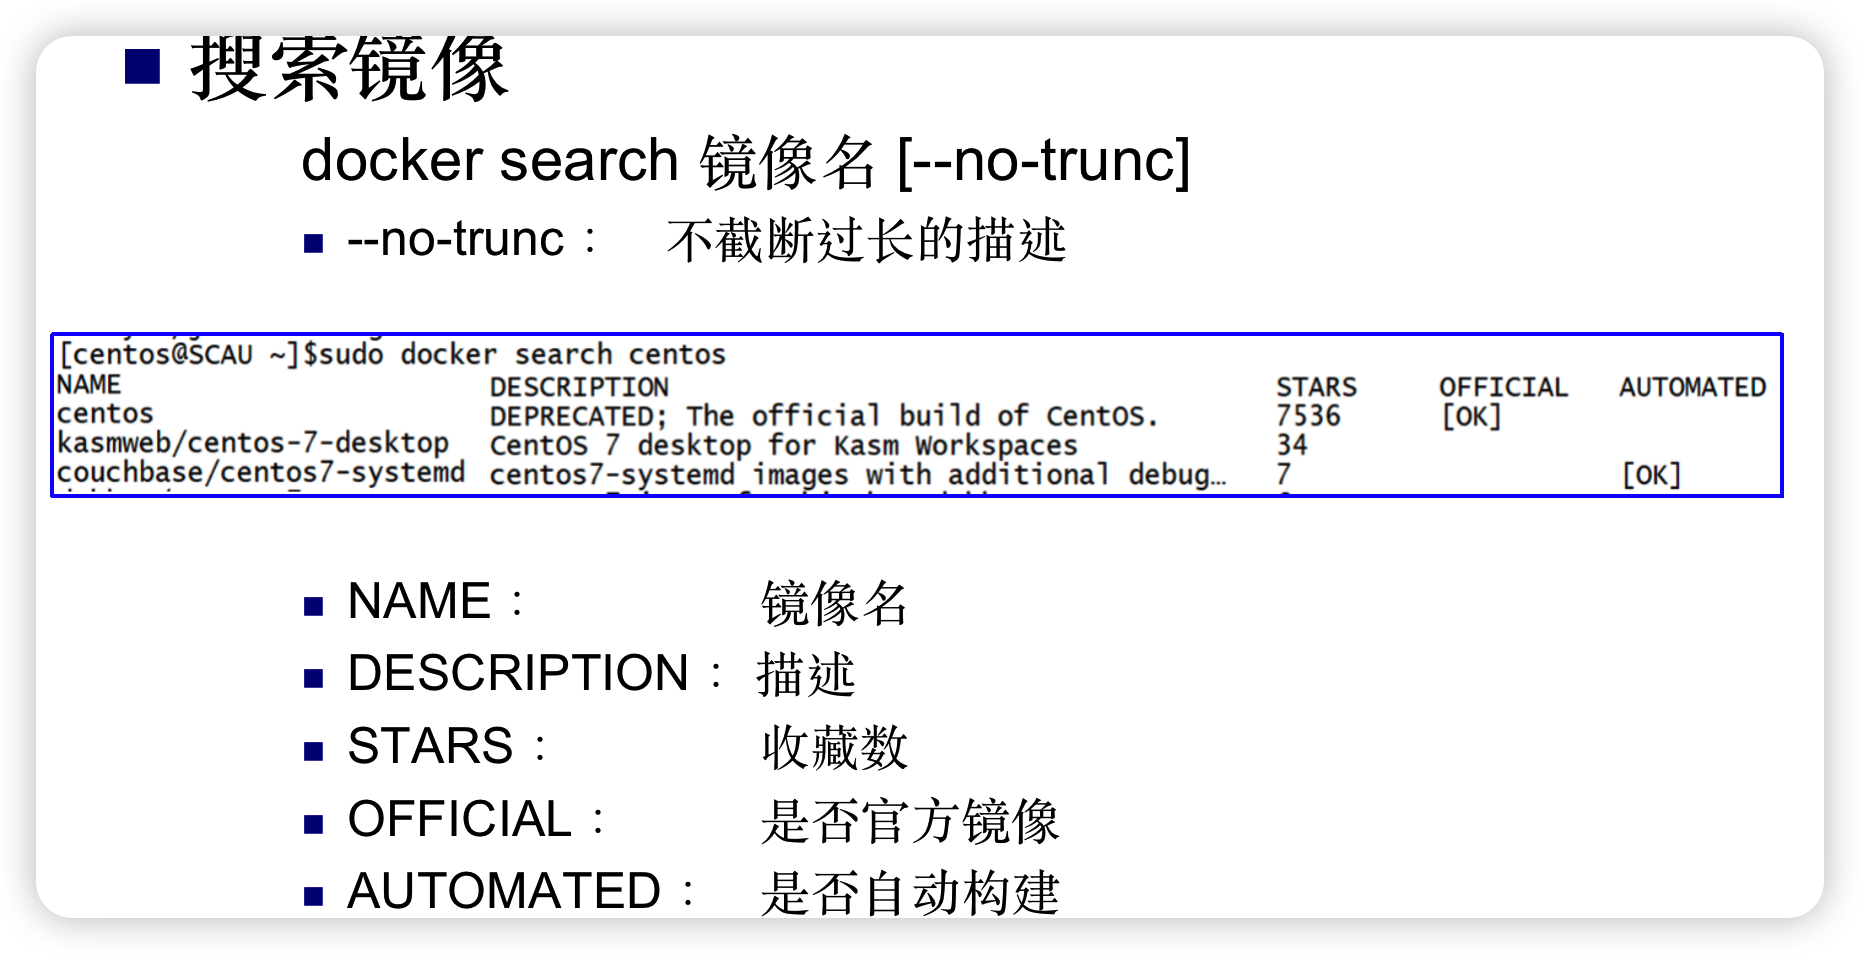 搜索镜像
docker search 镜像名 [--no-trunc]
--no-trunc： 不截断过长的描述
[centos@SCAU ~]$sudo docker search centos
NAME DESCRIPTION STARS OFFICIAL AUTOMATED
centos DEPRECATED; The official build of CentOS. 7536 [OK]
kasmweb/centos-7-desktop CentOS 7 desktop for Kasm Workspaces 34
couchbase/centos7-systemd centos7-systemd images with additional debug… 7 [OK]
NAME： 镜像名
DESCRIPTION： 描述
STARS： 收藏数
OFFICIAL： 是否官方镜像
AUTOMATED： 是否自动构建